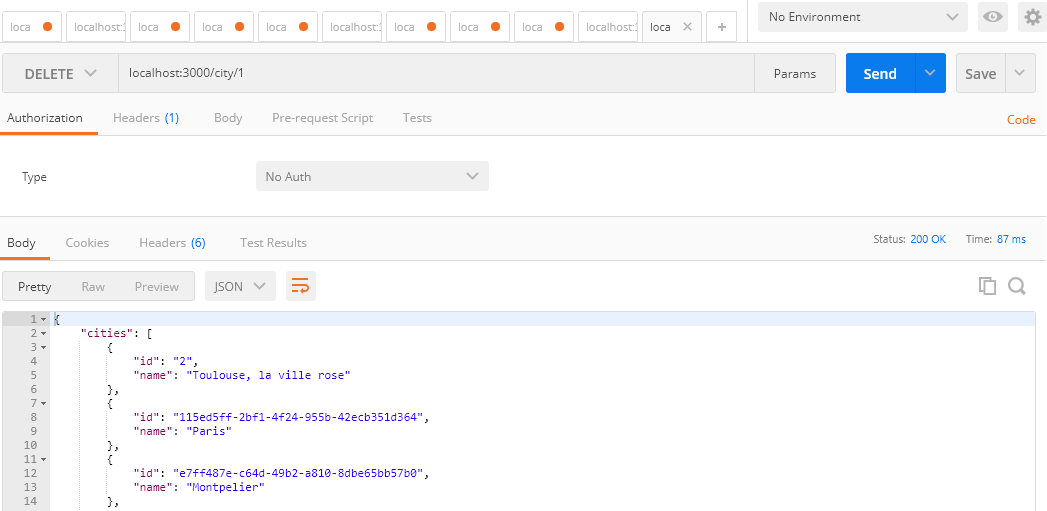 loca localhost: loca loca loca localhost: loca loca loca localhost: loca × + No Environment
DELETE localhost:3000/city/1 Params Send Save
Authorization Headers (1) Body Pre-request Script Tests Code
Type No Auth
Body Cookies Headers (6) Test Results Status: 200 OK Time: 87 ms
Pretty Raw Preview JSON
1 {
2 "cities": [
3 {
4 "id": "2",
5 "name": "Toulouse, la ville rose"
6 },
7 {
8 "id": "115ed5ff-2bf1-4f24-955b-42ecb351d364",
9 "name": "Paris"
10 },
11 {
12 "id": "e7ff487e-c64d-49b2-a810-8dbe65bb57b0",
13 "name": "Montpelier"
14 },